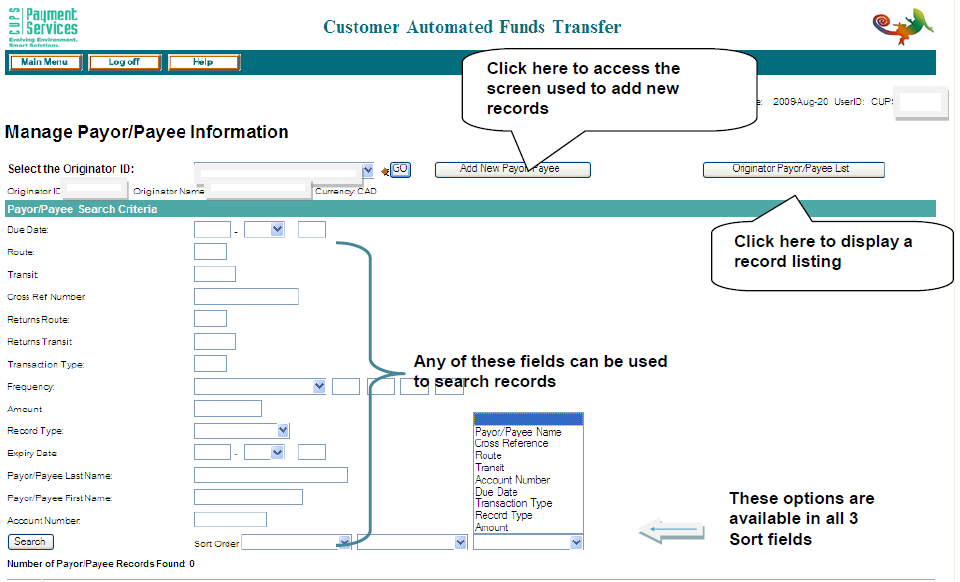 CUPS Payment Services
Evolving Environment.
Smart Solutions.
Customer Automated Funds Transfer
Main Menu Log off Help
Click here to access the
screen used to add new
records
e: 2009-Aug-20 UserID: CUPS
Manage Payor/Payee Information
Select the Originator ID: GO Add New Payor/Payee Originator Payor/Payee List
Originator ID Originator Name Currency: CAD
Payor/Payee Search Criteria
Click here to display a
record listing
Due Date: -
Route:
Transit:
Cross Ref Number
Returns Route:
Returns Transit
Transaction Type:
Any of these fields can be used
to search records
Frequency:
Amount
Record Type:
Expiry Date -
Payor/Payee Last Name:
Payor/Payee First Name:
Account Number:
Payor/Payee Name
Cross Reference
Route
Transit
Account Number
Due Date
Transaction Type
Record Type
Amount
These options are
available in all 3
Sort fields
Search Sort Order
Number of Payor/Payee Records Found: 0